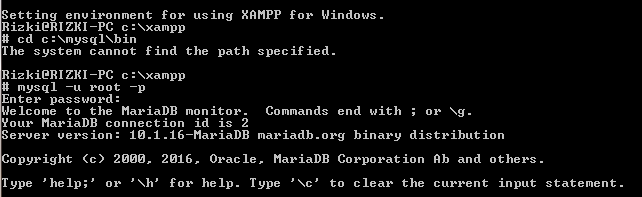 Setting environment for using XAMPP for Windows.
Rizki@RIZKI-PC c:\xampp
# cd c:\mysql\bin
The system cannot find the path specified.
Rizki@RIZKI-PC c:\xampp
# mysql -u root -p
Enter password:
Welcome to the MariaDB monitor.  Commands end with ; or \g.
Your MariaDB connection id is 2
Server version: 10.1.16-MariaDB mariadb.org binary distribution
Copyright (c) 2000, 2016, Oracle, MariaDB Corporation Ab and others.
Type 'help;' or '\h' for help. Type '\c' to clear the current input statement.